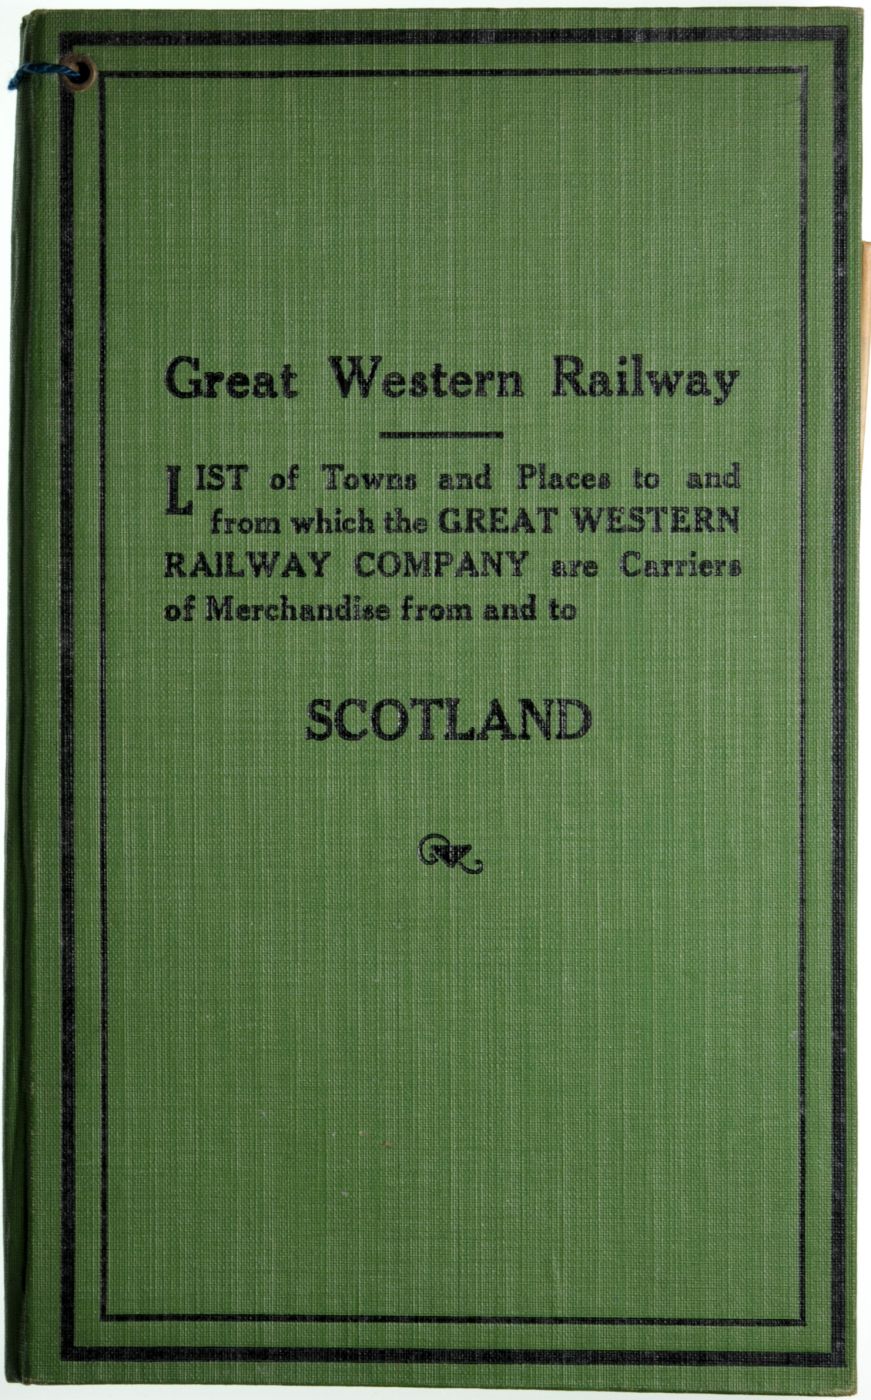 Great Western Railway
LIST of Towns and Places to and
from which the GREAT WESTERN
RAILWAY COMPANY are Carriers
of Merchandise from and to
SCOTLAND